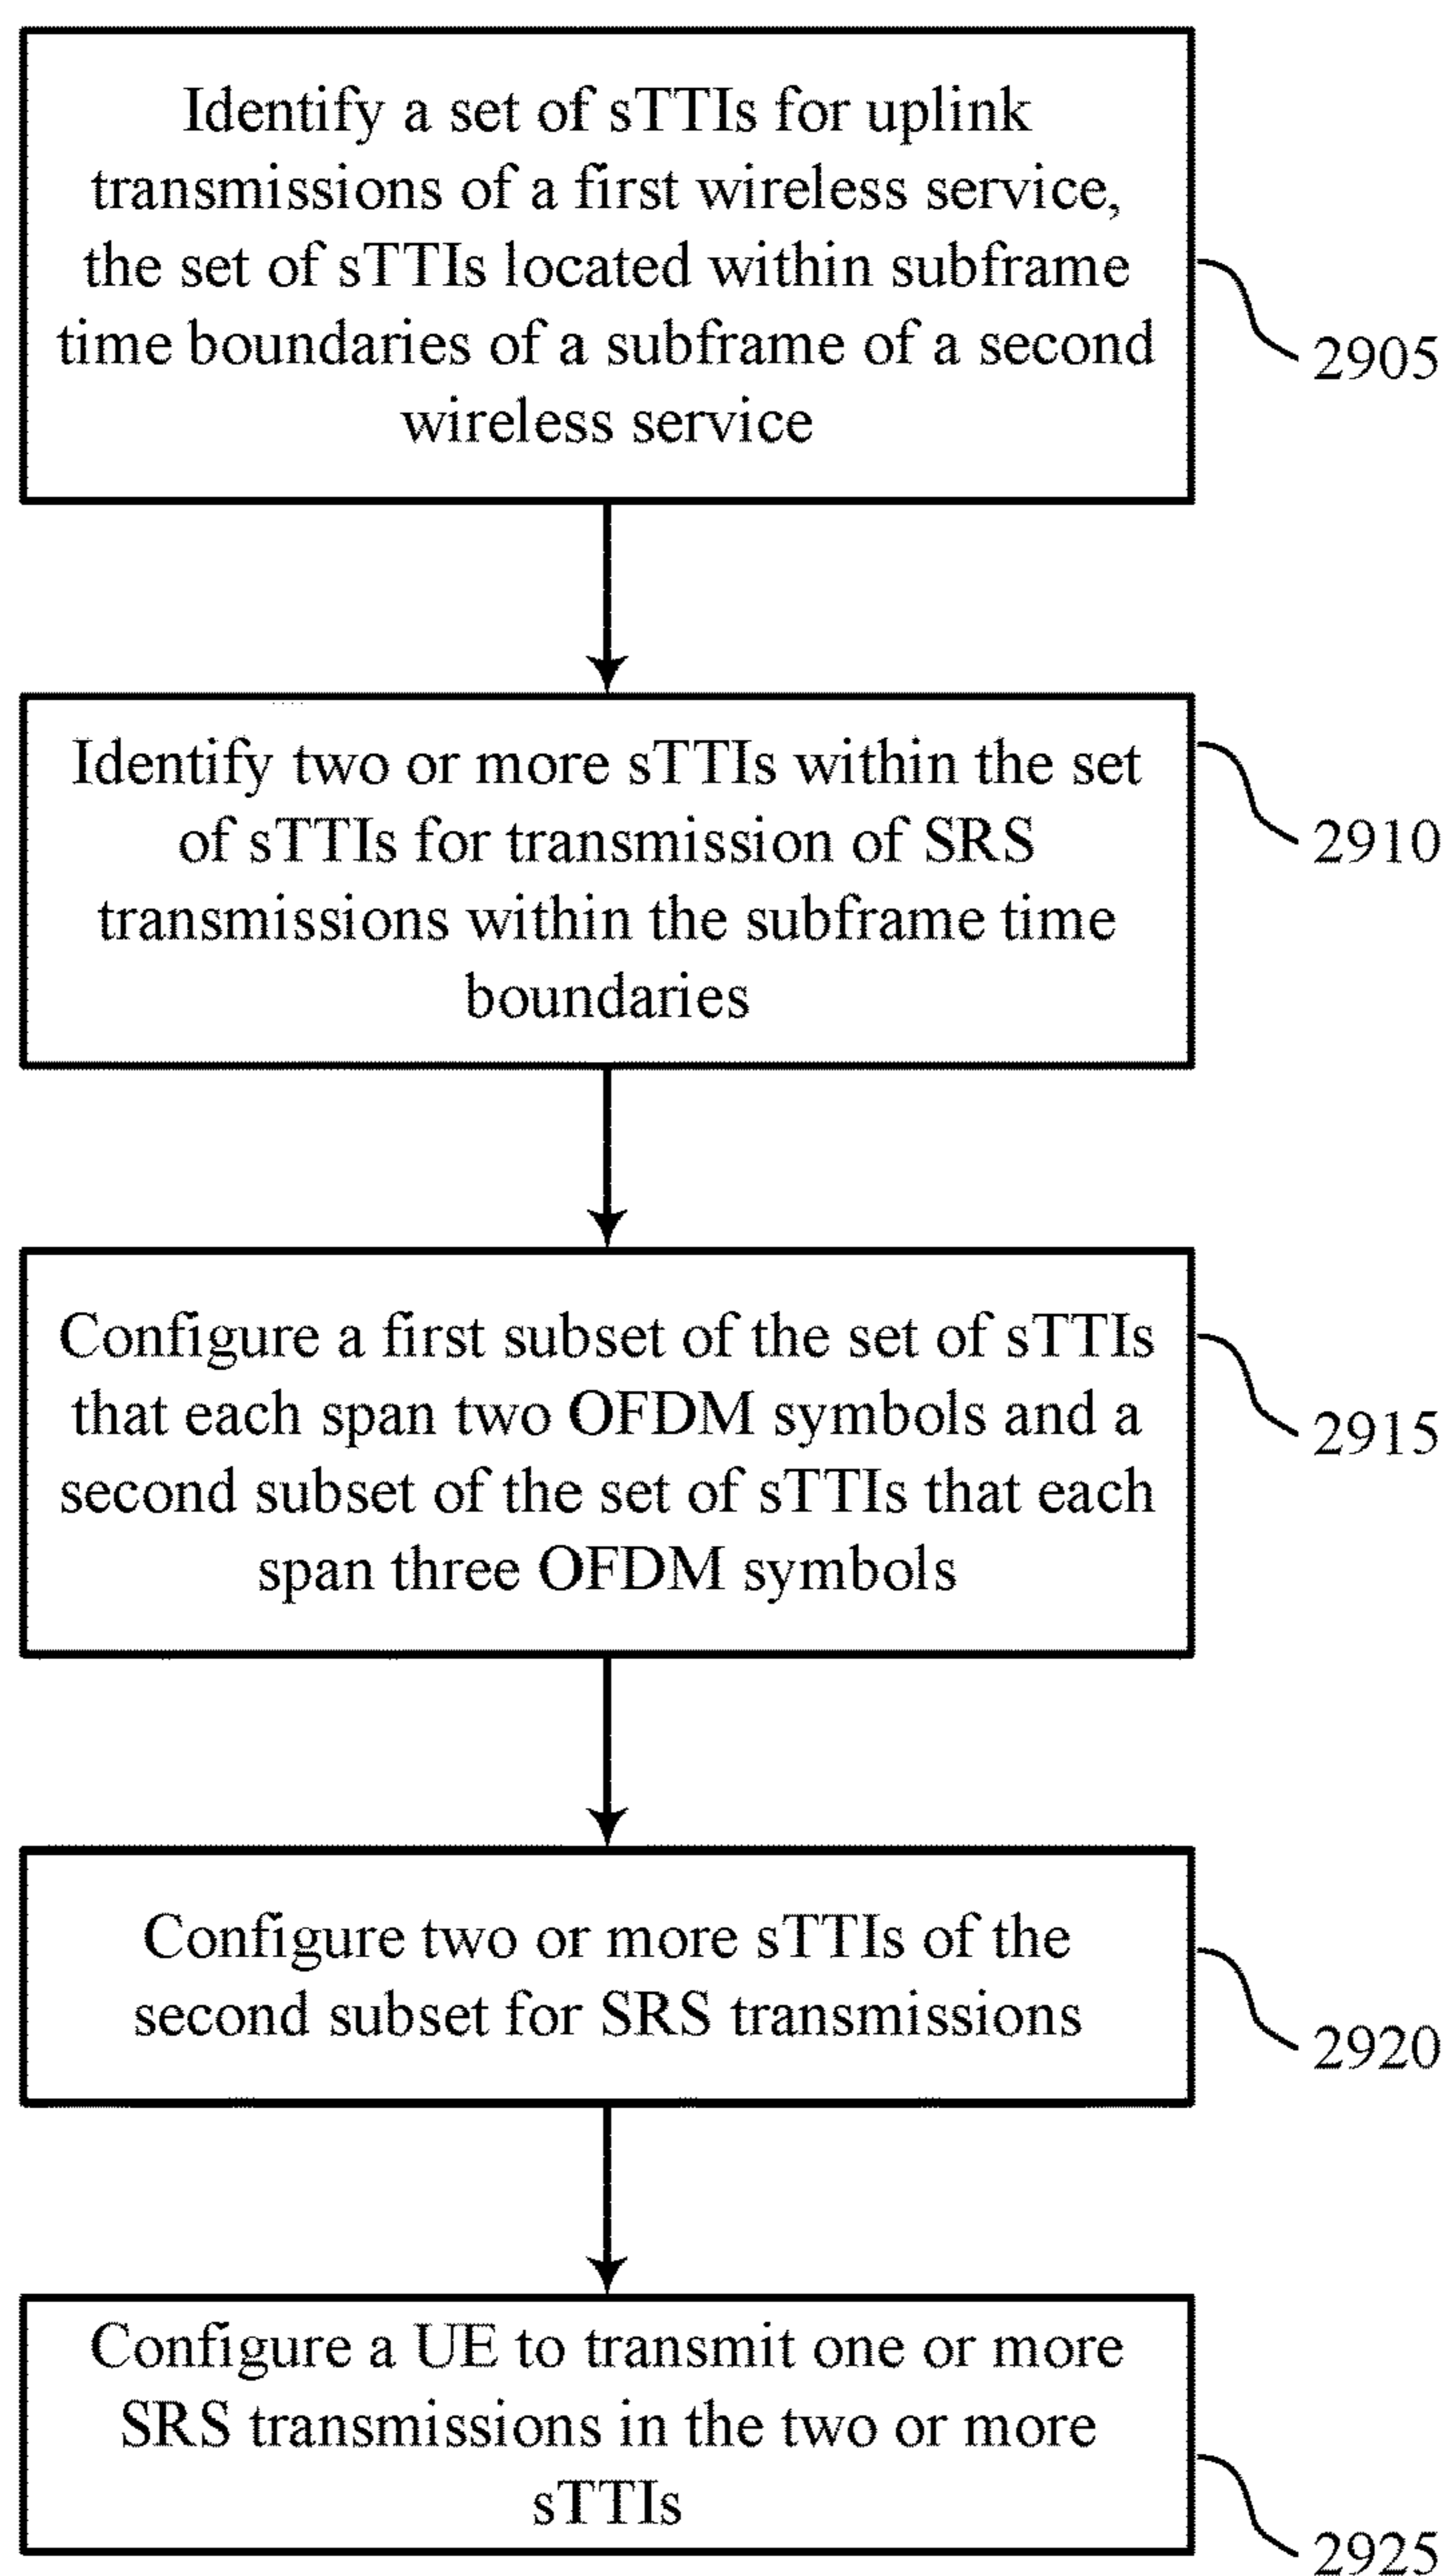 Identify a set of sTTIs for uplink
transmissions of a first wireless service,
the set of sTTIs located within subframe
time boundaries of a subframe of a second
wireless service
2905
Identify two or more sTTIs within the set
of sTTIs for transmission of SRS
transmissions within the subframe time
boundaries
2910
Configure a first subset of the set of sTTIs
that each span two OFDM symbols and a
second subset of the set of sTTIs that each
span three OFDM symbols
2915
Configure two or more sTTIs of the
second subset for SRS transmissions
2920
Configure a UE to transmit one or more
SRS transmissions in the two or more
sTTIs
2925